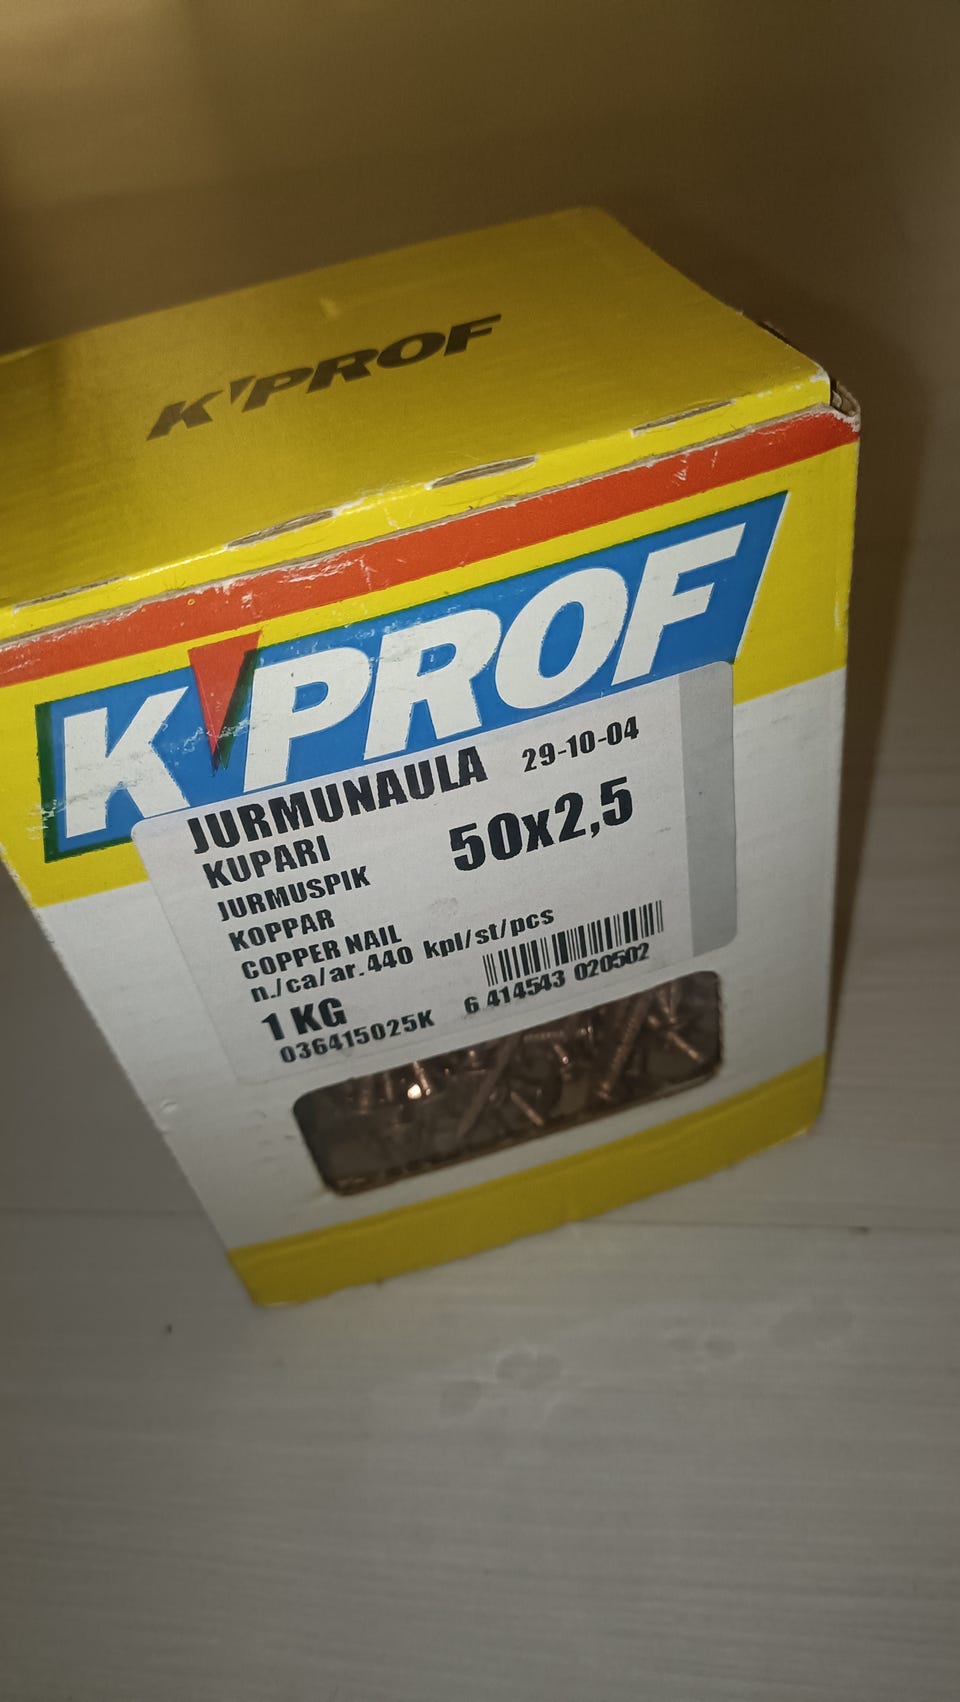 K'PROF
K'PROF
JURMUNAULA 29-10-04
KUPARI 50x2,5
JURMUSPIK
KOPPAR
COPPER NAIL
n./ca/ar.440 kpl/st/pcs
1 KG
036415025K 6 414543 020502